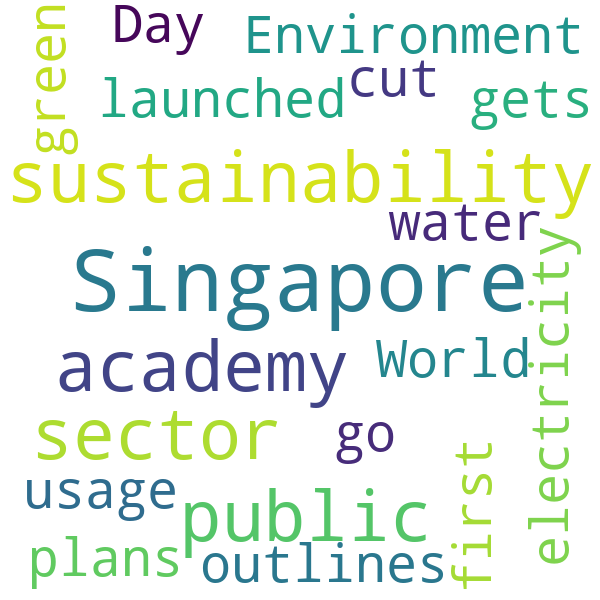 Day
Environment
green
launched
cut
gets
sustainability
water
Singapore
electricity
academy
World
sector
go
first
usage
public
plans
outlines